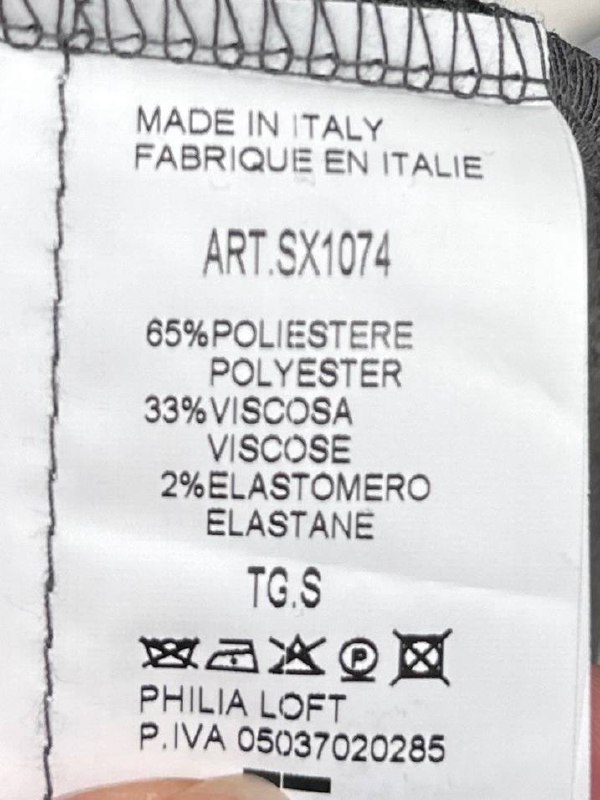 MADE IN ITALY
FABRIQUE EN ITALIE
ART.SX1074
65%POLIESTERE
POLYESTER
33%VISCOSA
VISCOSE
2%ELASTOMERO
ELASTANE
TG.S
P
PHILIA LOFT
P.IVA 05037020285